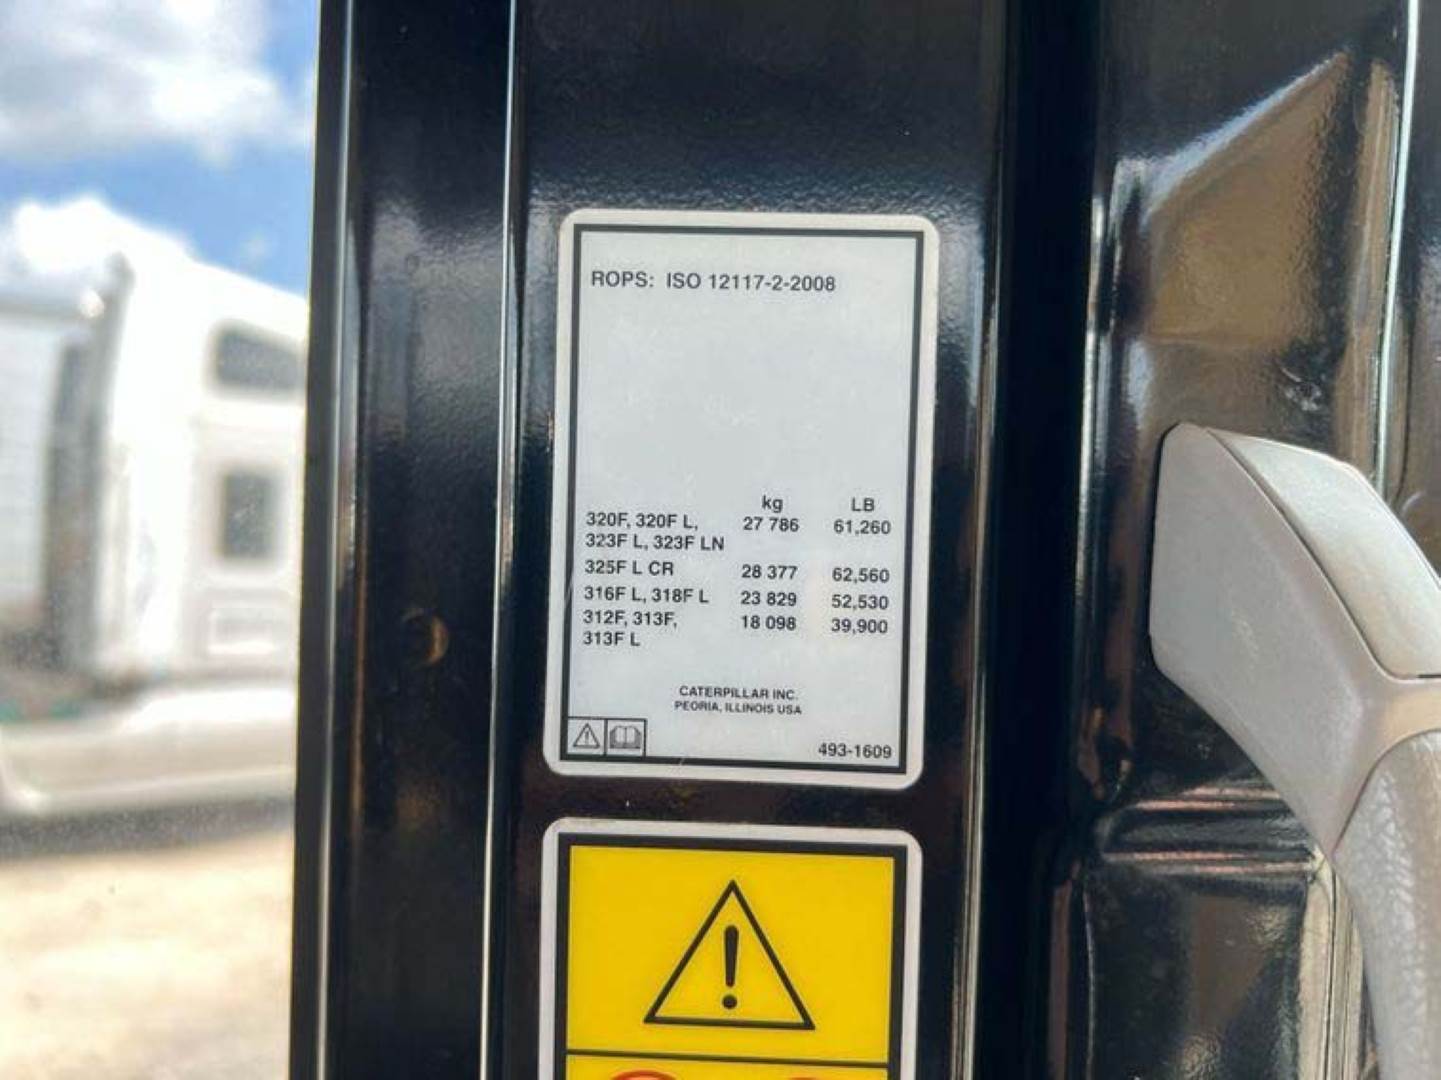 ROPS: ISO 12117-2-2008
kg LB
320F, 320F L, 27 786 61,260
323F L, 323F LN
325F L CR 28 377 62,560
316F L, 318F L 23 829 52,530
312F, 313F, 18 098 39,900
313F L
CATERPILLAR INC.
PEORIA, ILLINOIS USA
493-1609